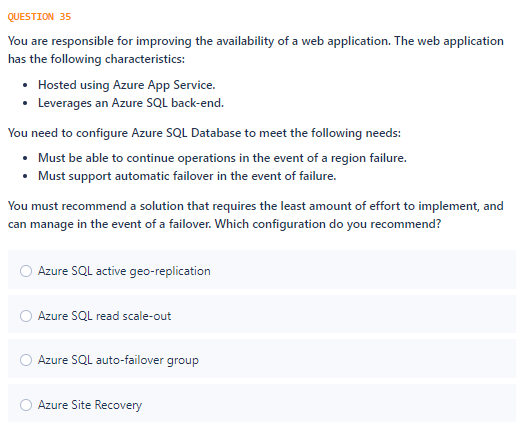 QUESTION 35
You are responsible for improving the availability of a web application. The web application
has the following characteristics:
• Hosted using Azure App Service.
• Leverages an Azure SQL back-end.
You need to configure Azure SQL Database to meet the following needs:
• Must be able to continue operations in the event of a region failure.
• Must support automatic failover in the event of failure.
You must recommend a solution that requires the least amount of effort to implement, and
can manage in the event of a failover. Which configuration do you recommend?
Azure SQL active geo-replication
Azure SQL read scale-out
Azure SQL auto-failover group
Azure Site Recovery